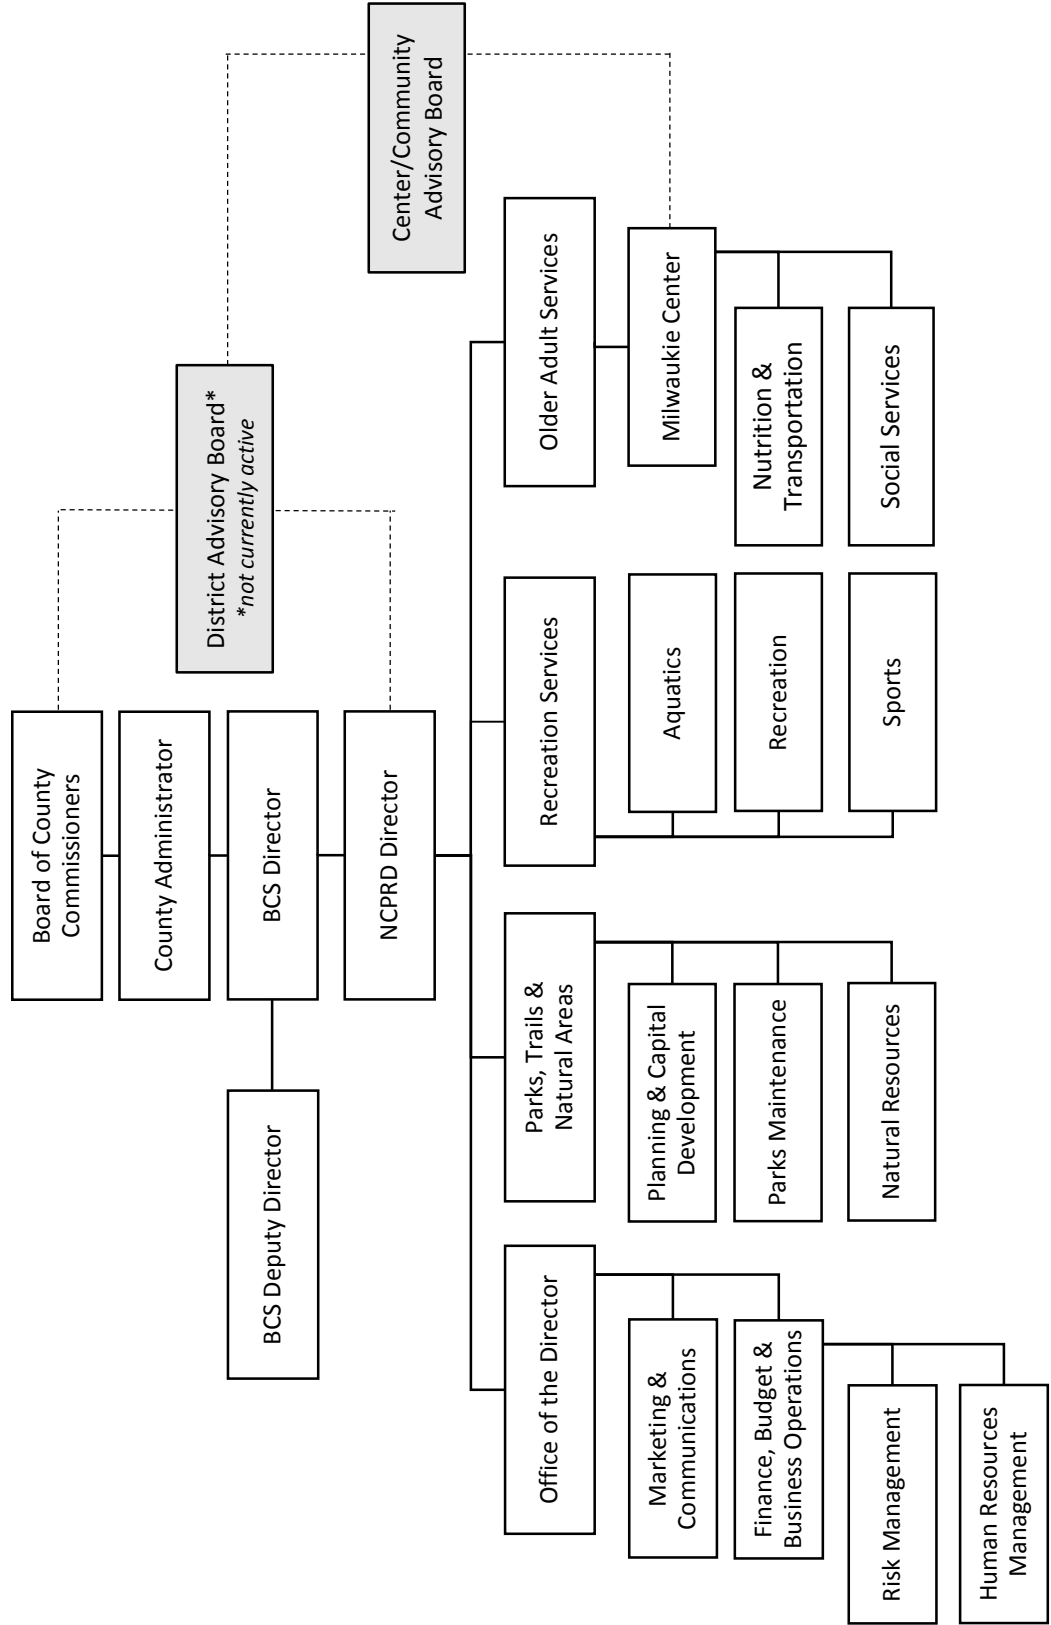 Board of County
Commissioners
County Administrator
BCS Director
BCS Deputy Director
NCPRD Director
District Advisory Board*
*not currently active
Center/Community
Advisory Board
Office of the Director
Marketing &
Communications
Finance, Budget &
Business Operations
Risk Management
Human Resources
Management
Parks, Trails &
Natural Areas
Planning & Capital
Development
Parks Maintenance
Natural Resources
Recreation Services
Aquatics
Recreation
Sports
Older Adult Services
Milwaukie Center
Nutrition &
Transportation
Social Services